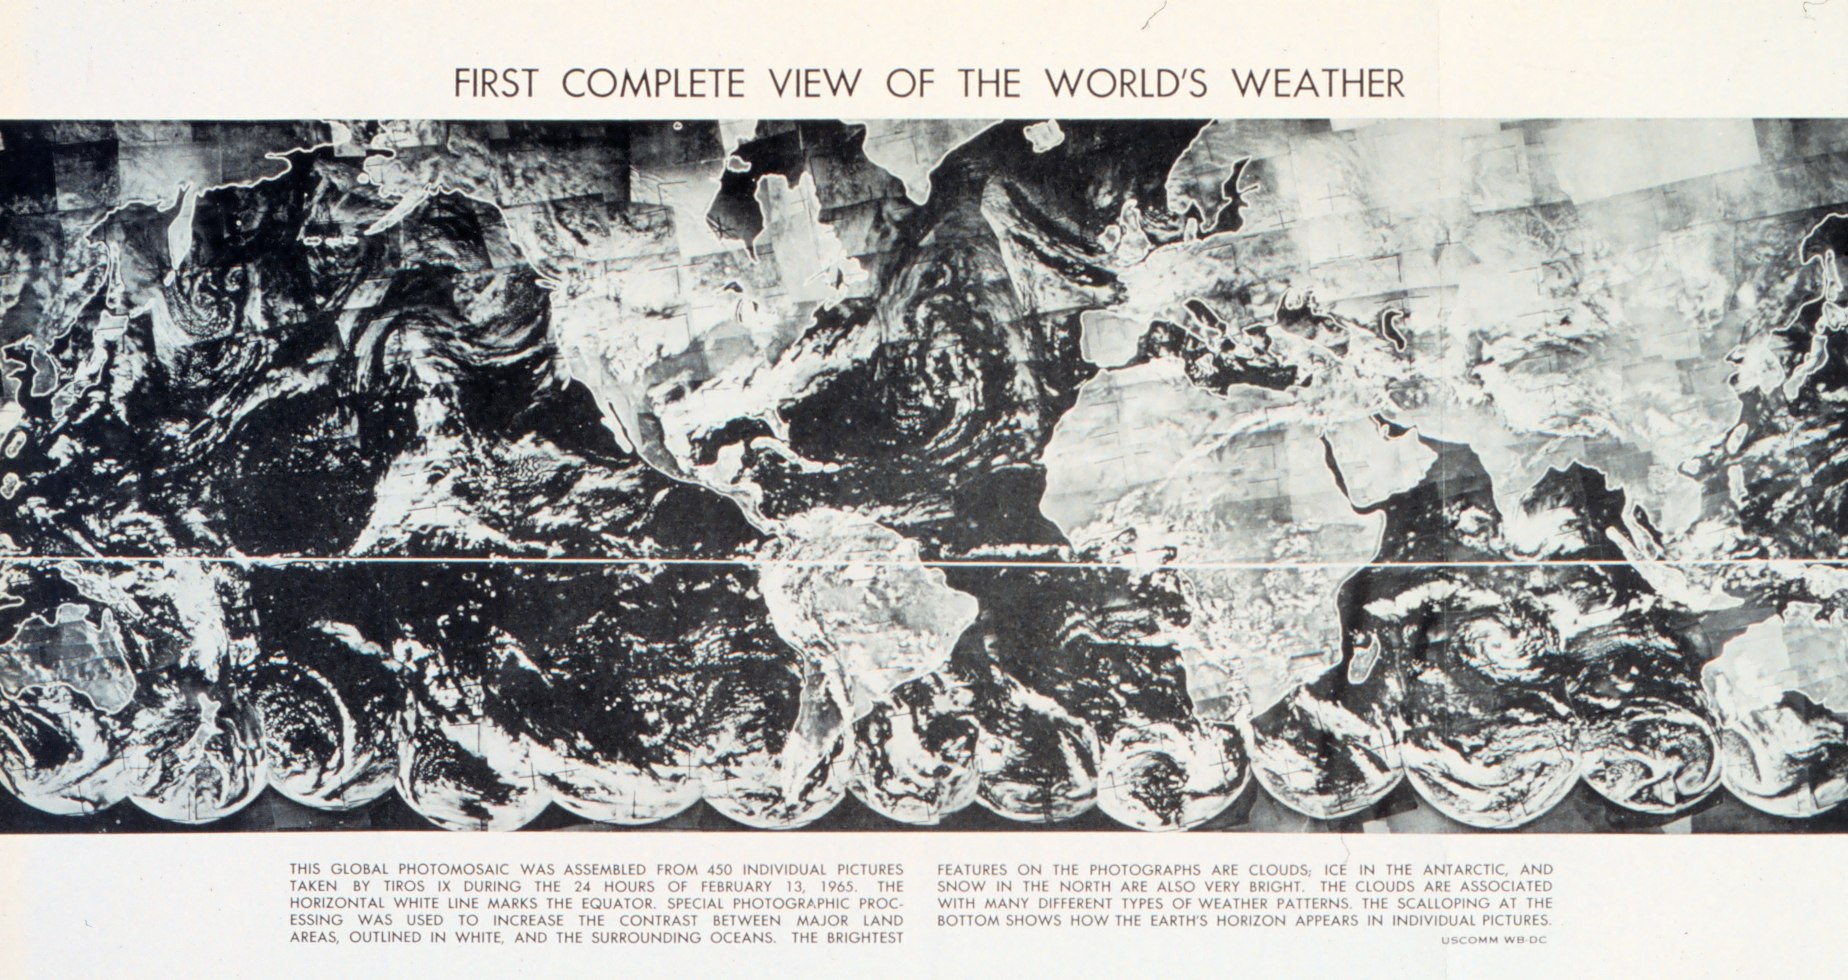 FIRST COMPLETE VIEW OF THE WORLD'S WEATHER
THIS GLOBAL PHOTOMOSAIC WAS ASSEMBLED FROM 450 INDIVIDUAL PICTURES
TAKEN BY TIROS IX DURING THE 24 HOURS OF FEBRUARY 13, 1965. THE
HORIZONTAL WHITE LINE MARKS THE EQUATOR. SPECIAL PHOTOGRAPHIC PROC-
ESSING WAS USED TO INCREASE THE CONTRAST BETWEEN MAJOR LAND
AREAS, OUTLINED IN WHITE, AND THE SURROUNDING OCEANS. THE BRIGHTEST
FEATURES ON THE PHOTOGRAPHS ARE CLOUDS; ICE IN THE ANTARCTIC, AND
SNOW IN THE NORTH ARE ALSO VERY BRIGHT. THE CLOUDS ARE ASSOCIATED
WITH MANY DIFFERENT TYPES OF WEATHER PATTERNS. THE SCALLOPING AT THE
BOTTOM SHOWS HOW THE EARTH'S HORIZON APPEARS IN INDIVIDUAL PICTURES.
USCOMM WB-DC